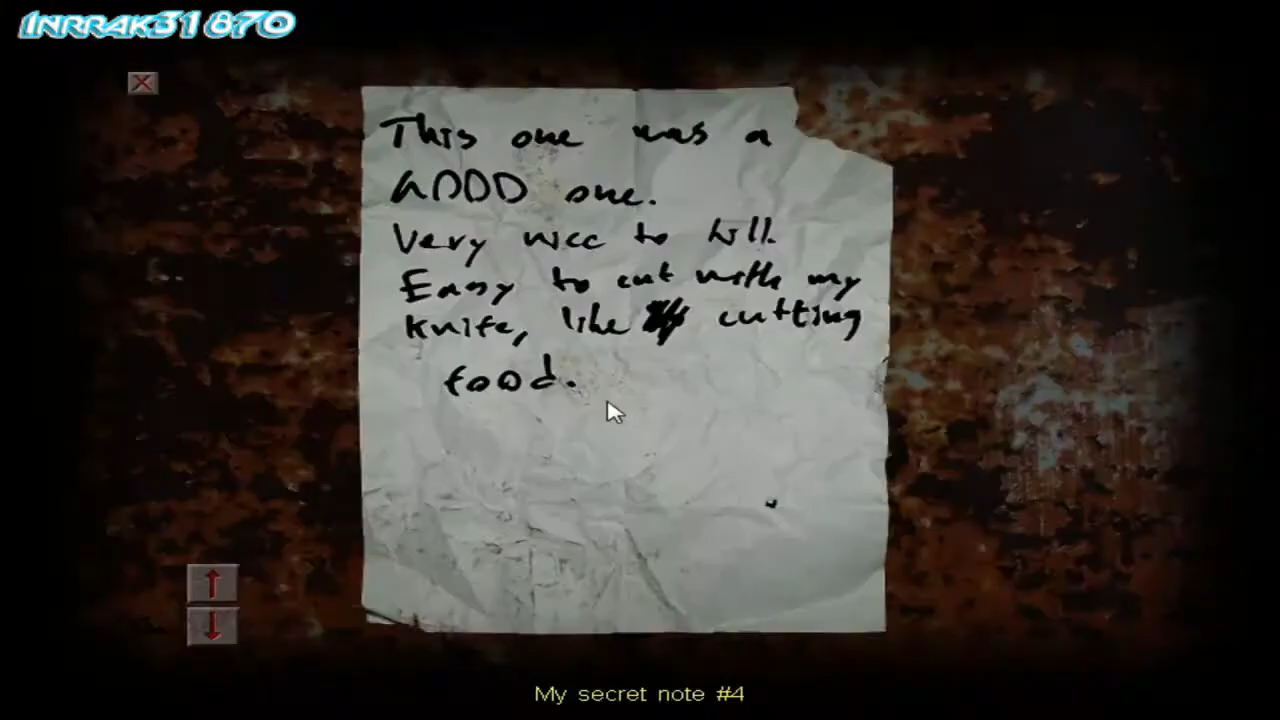 Inrrak31870
This one was a
GOOD one.
Very nice to kill.
Easy to cut with my
knife, like cutting
food.
My secret note #4